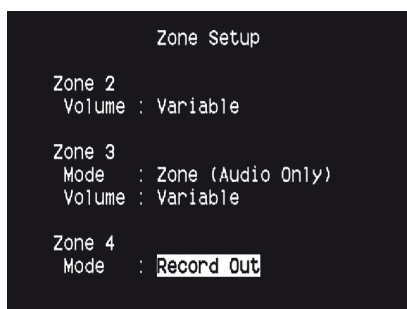 Zone Setup
Zone 2
Volume : Variable
Zone 3
Mode : Zone (Audio Only)
Volume : Variable
Zone 4
Mode : Record Out